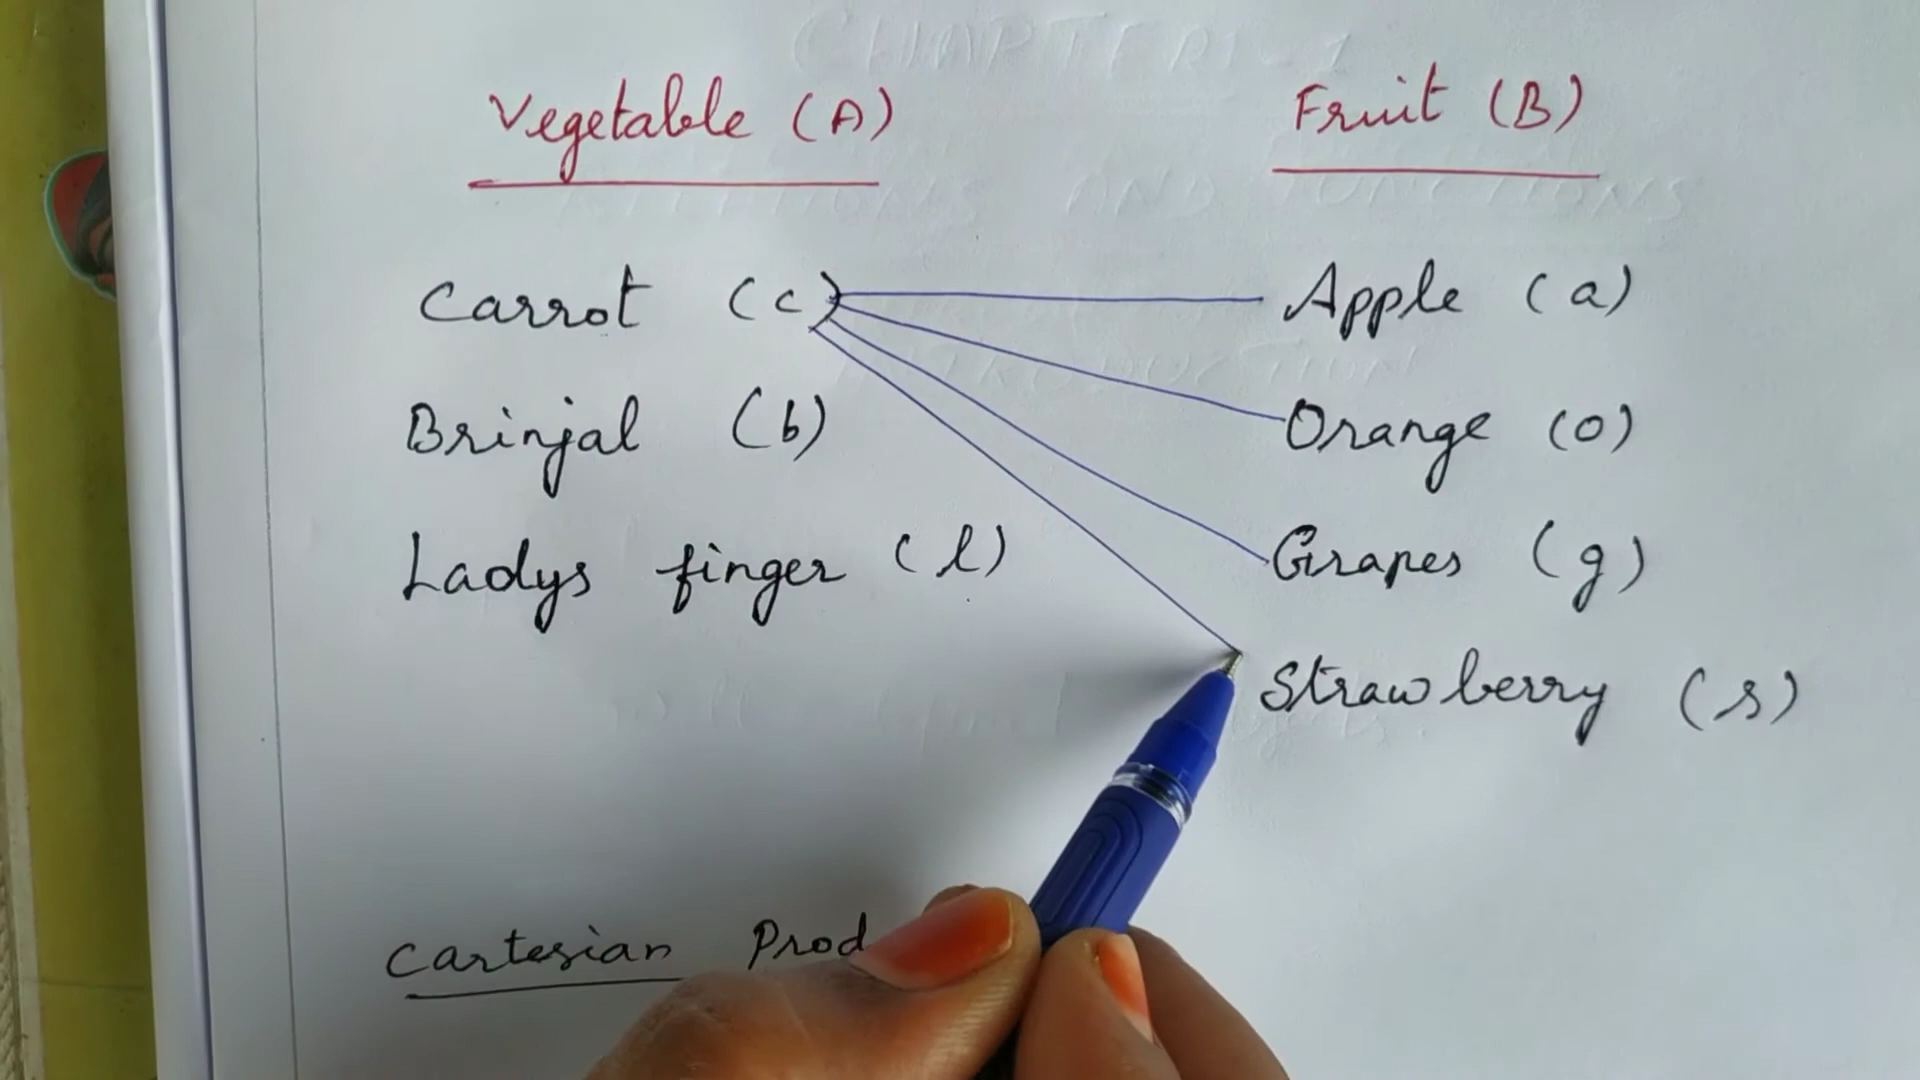 Vegetable (A) Fruit (B)
Carrot (c) Apple (a)
Brinjal (b) Orange (o)
Ladys finger (l) Grapes (g)
Strawberry (s)
Cartesian Prod